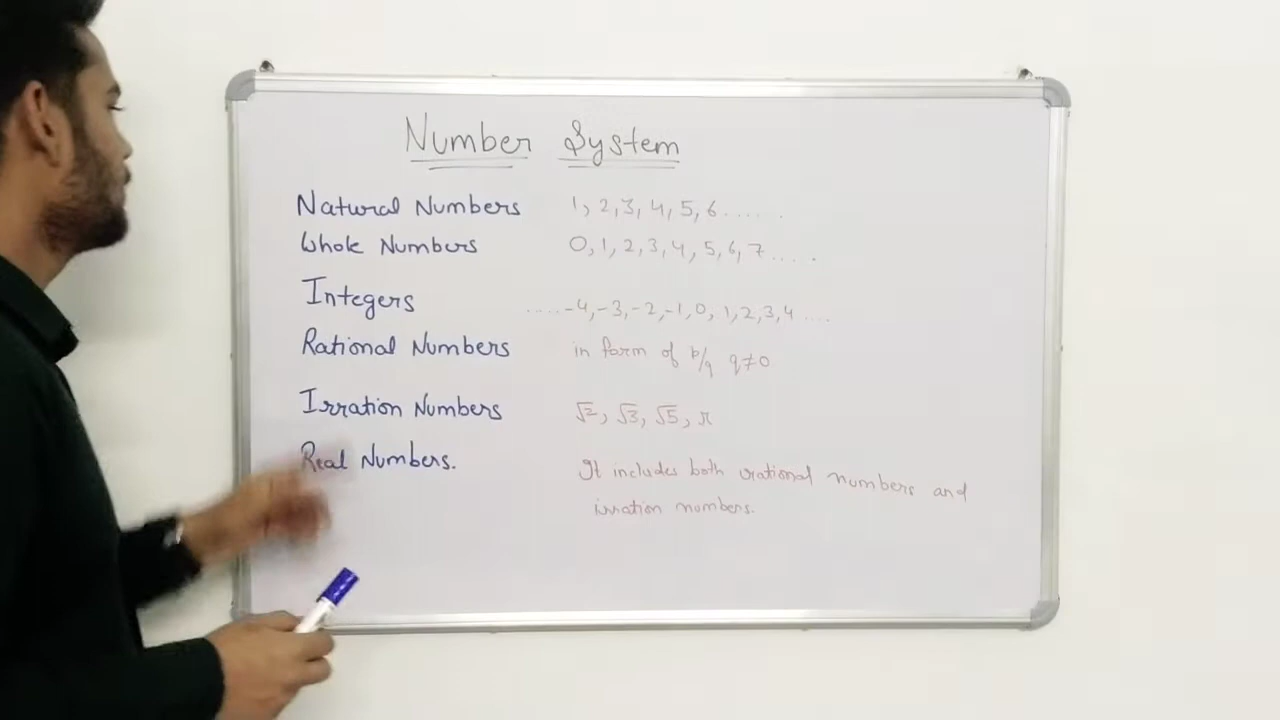 Number System
Natural Numbers 1, 2, 3, 4, 5, 6......
Whole Numbers 0, 1, 2, 3, 4, 5, 6, 7....
Integers ....-4, -3, -2, -1, 0, 1, 2, 3, 4 ....
Rational Numbers in form of p/q q≠0
Irration Numbers √2, √3, √5, π
Real Numbers. It includes both rational numbers and
irration numbers.